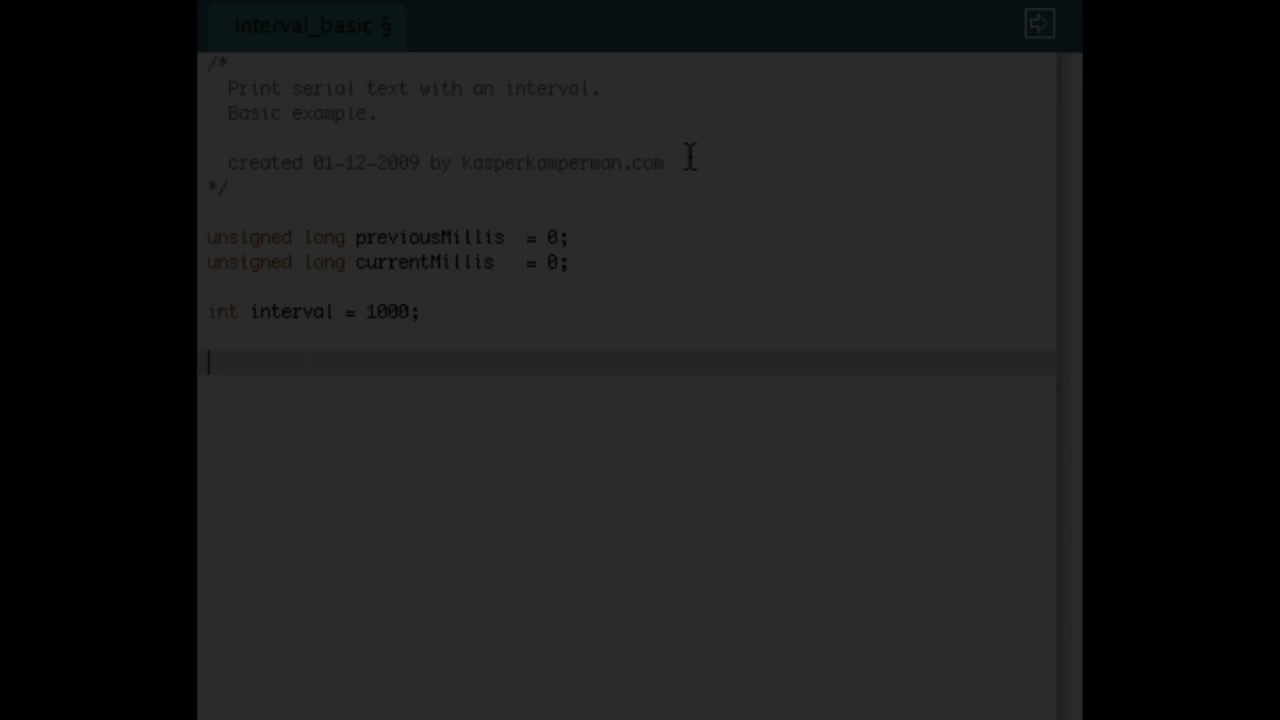 Interval_basic §
/*
Print serial text with an interval.
Basic example.
created 01-12-2009 by kasperkamperman.com
*/
unsigned long previousMillis = 0;
unsigned long currentMillis = 0;
int interval = 1000;